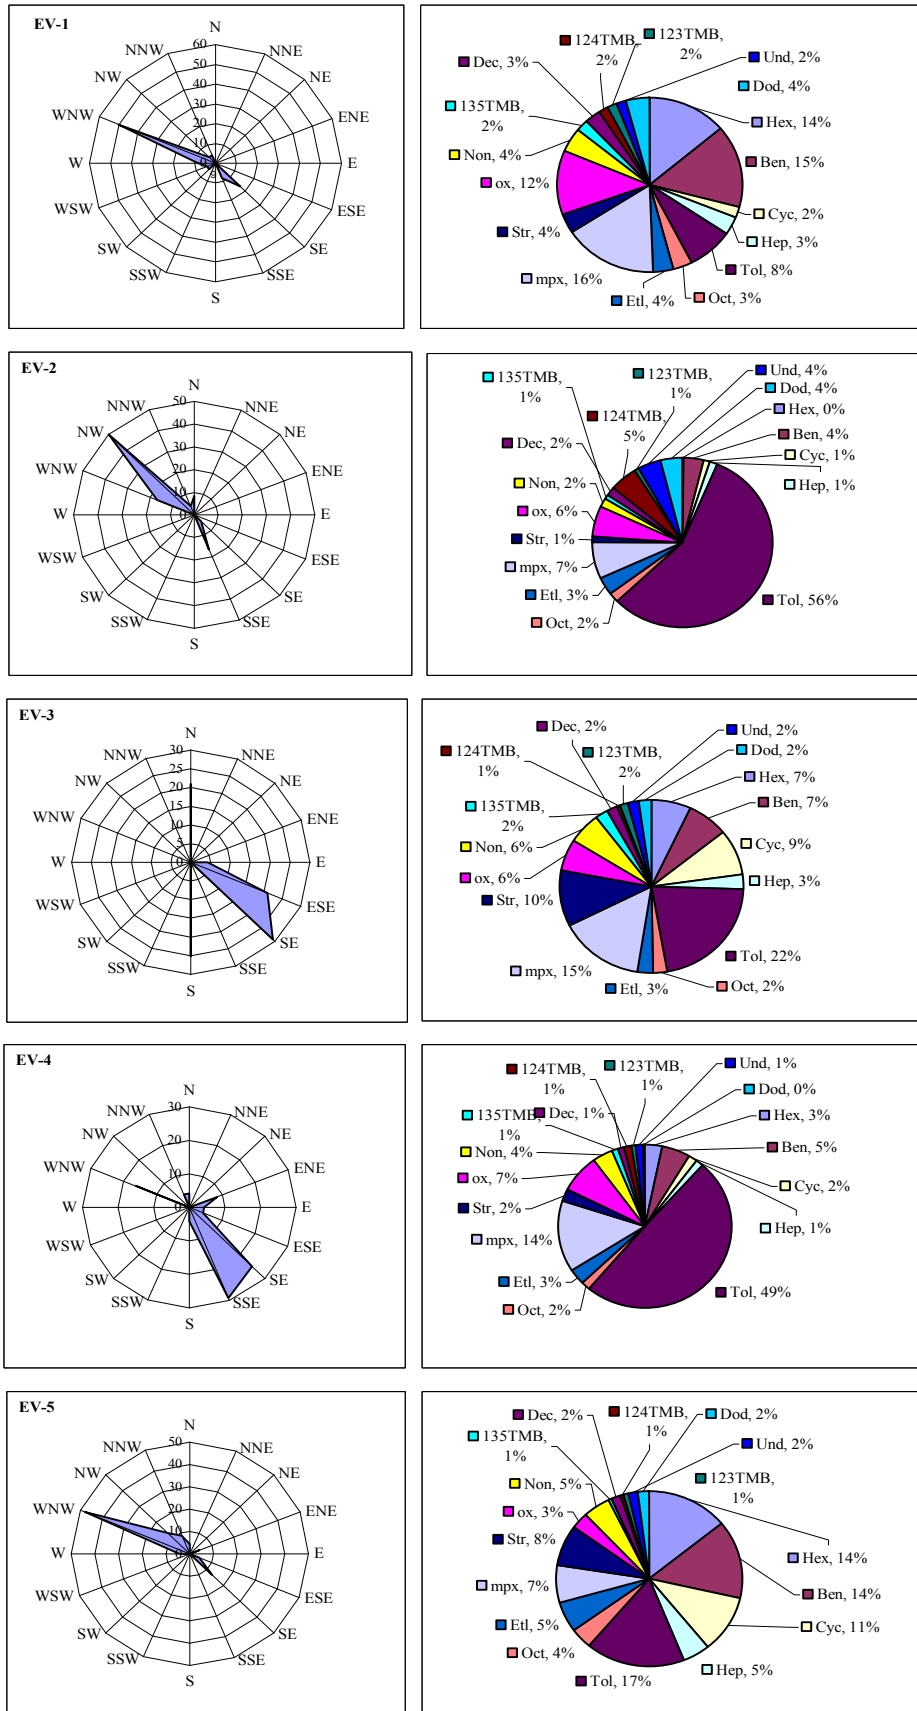 EV-1
N
NNE
NE
ENE
E
ESE
SE
SSE
S
SSW
SW
WSW
W
WNW
NW
NNW
60
50
40
30
20
10
0
124TMB,
2%
123TMB,
2%
Und, 2%
Dod, 4%
Hex, 14%
Ben, 15%
Cyc, 2%
Hep, 3%
Tol, 8%
Oct, 3%
Etl, 4%
mpx, 16%
Str, 4%
ox, 12%
Non, 4%
135TMB,
2%
Dec, 3%
EV-2
N
NNE
NE
ENE
E
ESE
SE
SSE
S
SSW
SW
WSW
W
WNW
NW
NNW
50
40
30
20
10
0
135TMB,
1%
123TMB,
1%
Und, 4%
Dod, 4%
Hex, 0%
Ben, 4%
Cyc, 1%
Hep, 1%
Tol, 56%
Oct, 2%
Etl, 3%
mpx, 7%
Str, 1%
ox, 6%
Non, 2%
Dec, 2%
124TMB,
5%
EV-3
N
NNE
NE
ENE
E
ESE
SE
SSE
S
SSW
SW
WSW
W
WNW
NW
NNW
30
25
20
15
10
5
0
Dec, 2%
124TMB,
1%
123TMB,
2%
Und, 2%
Dod, 2%
Hex, 7%
Ben, 7%
Cyc, 9%
Hep, 3%
Tol, 22%
Oct, 2%
Etl, 3%
mpx, 15%
Str, 10%
ox, 6%
Non, 6%
135TMB,
2%
EV-4
N
NNE
NE
ENE
E
ESE
SE
SSE
S
SSW
SW
WSW
W
WNW
NW
NNW
30
20
10
0
124TMB,
1%
123TMB,
1%
Und, 1%
Dod, 0%
Hex, 3%
Ben, 5%
Cyc, 2%
Hep, 1%
Tol, 49%
Oct, 2%
Etl, 3%
mpx, 14%
Str, 2%
ox, 7%
Non, 4%
135TMB,
1%
Dec, 1%
EV-5
N
NNE
NE
ENE
E
ESE
SE
SSE
S
SSW
SW
WSW
W
WNW
NW
NNW
50
40
30
20
10
0
Dec, 2%
124TMB,
1%
Dod, 2%
Und, 2%
123TMB,
1%
Hex, 14%
Ben, 14%
Cyc, 11%
Hep, 5%
Tol, 17%
Oct, 4%
Etl, 5%
mpx, 7%
Str, 8%
ox, 3%
Non, 5%
135TMB,
1%